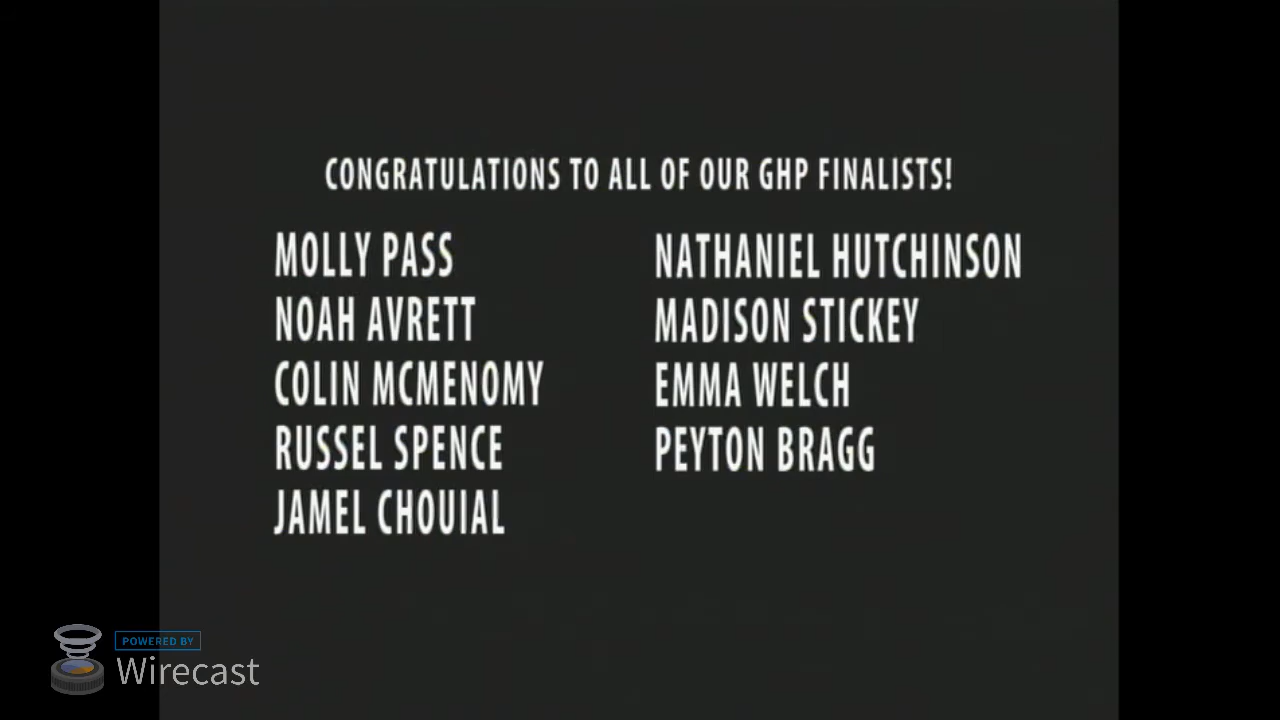 CONGRATULATIONS TO ALL OF OUR GHP FINALISTS!
MOLLY PASS
NOAH AVRETT
COLIN MCMENOMY
RUSSEL SPENCE
JAMEL CHOUIAL
NATHANIEL HUTCHINSON
MADISON STICKEY
EMMA WELCH
PEYTON BRAGG
POWERED BY
Wirecast